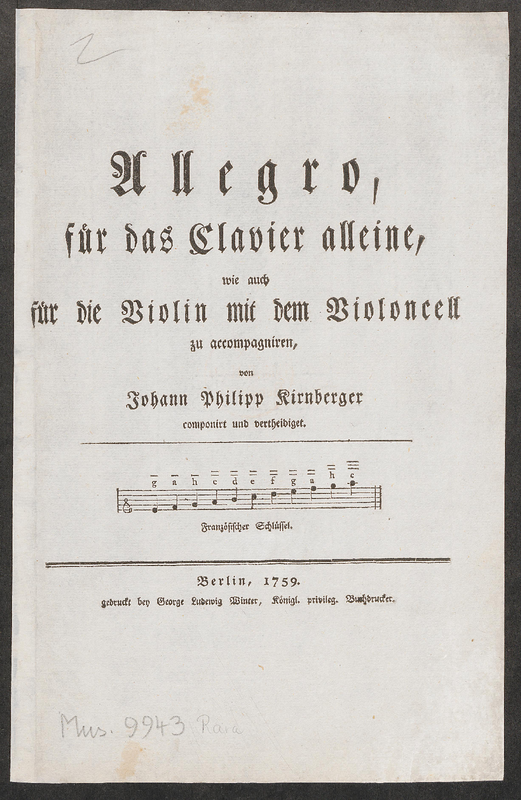 2
Allegro,
für das Clavier alleine,
wie auch
für die Violin mit dem Violoncell
zu accompagniren,
von
Johann Philipp Kirnberger
componirt und vertheidiget.
g a h c d e f g a h c
Französischer Schlüssel.
Berlin, 1759.
gedruckt bey George Ludewig Winter, Königl. privileg. Buchdrucker.
Mus. 9943 Rara